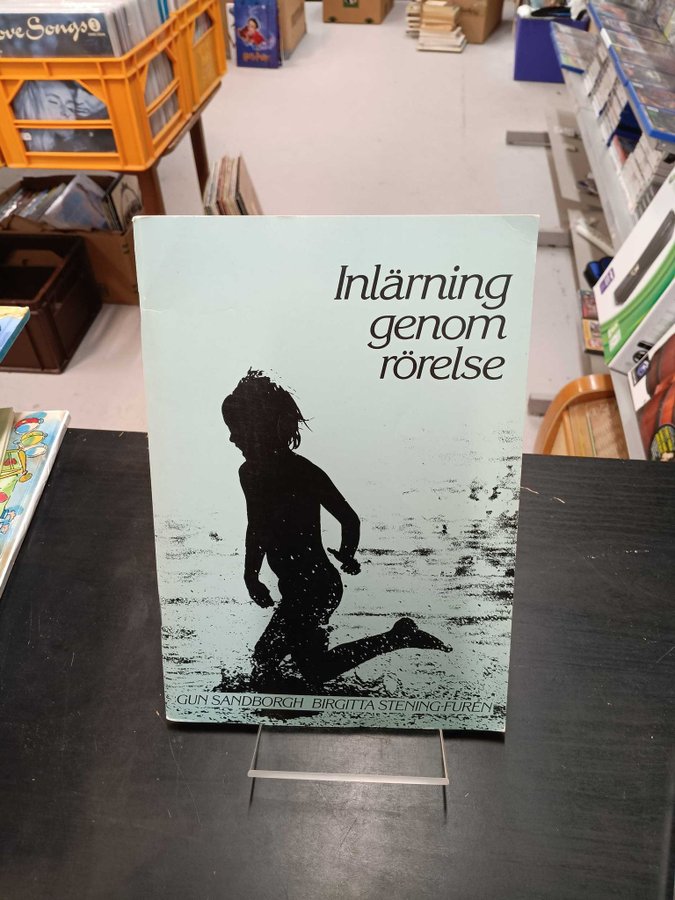 Love Songs
Inlärning
genom
rörelse
GUN SANDBORGH BIRGITTA STENING-FURÉN